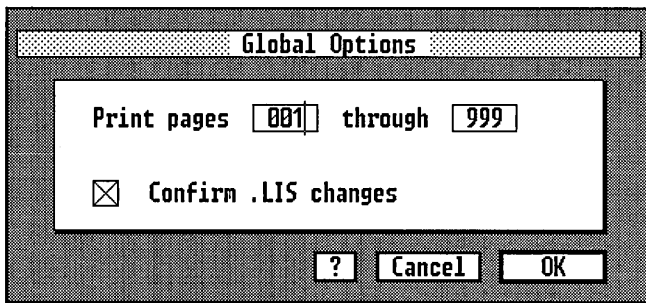 Global Options
Print pages 001 through 999
Confirm .LIS changes
? Cancel OK